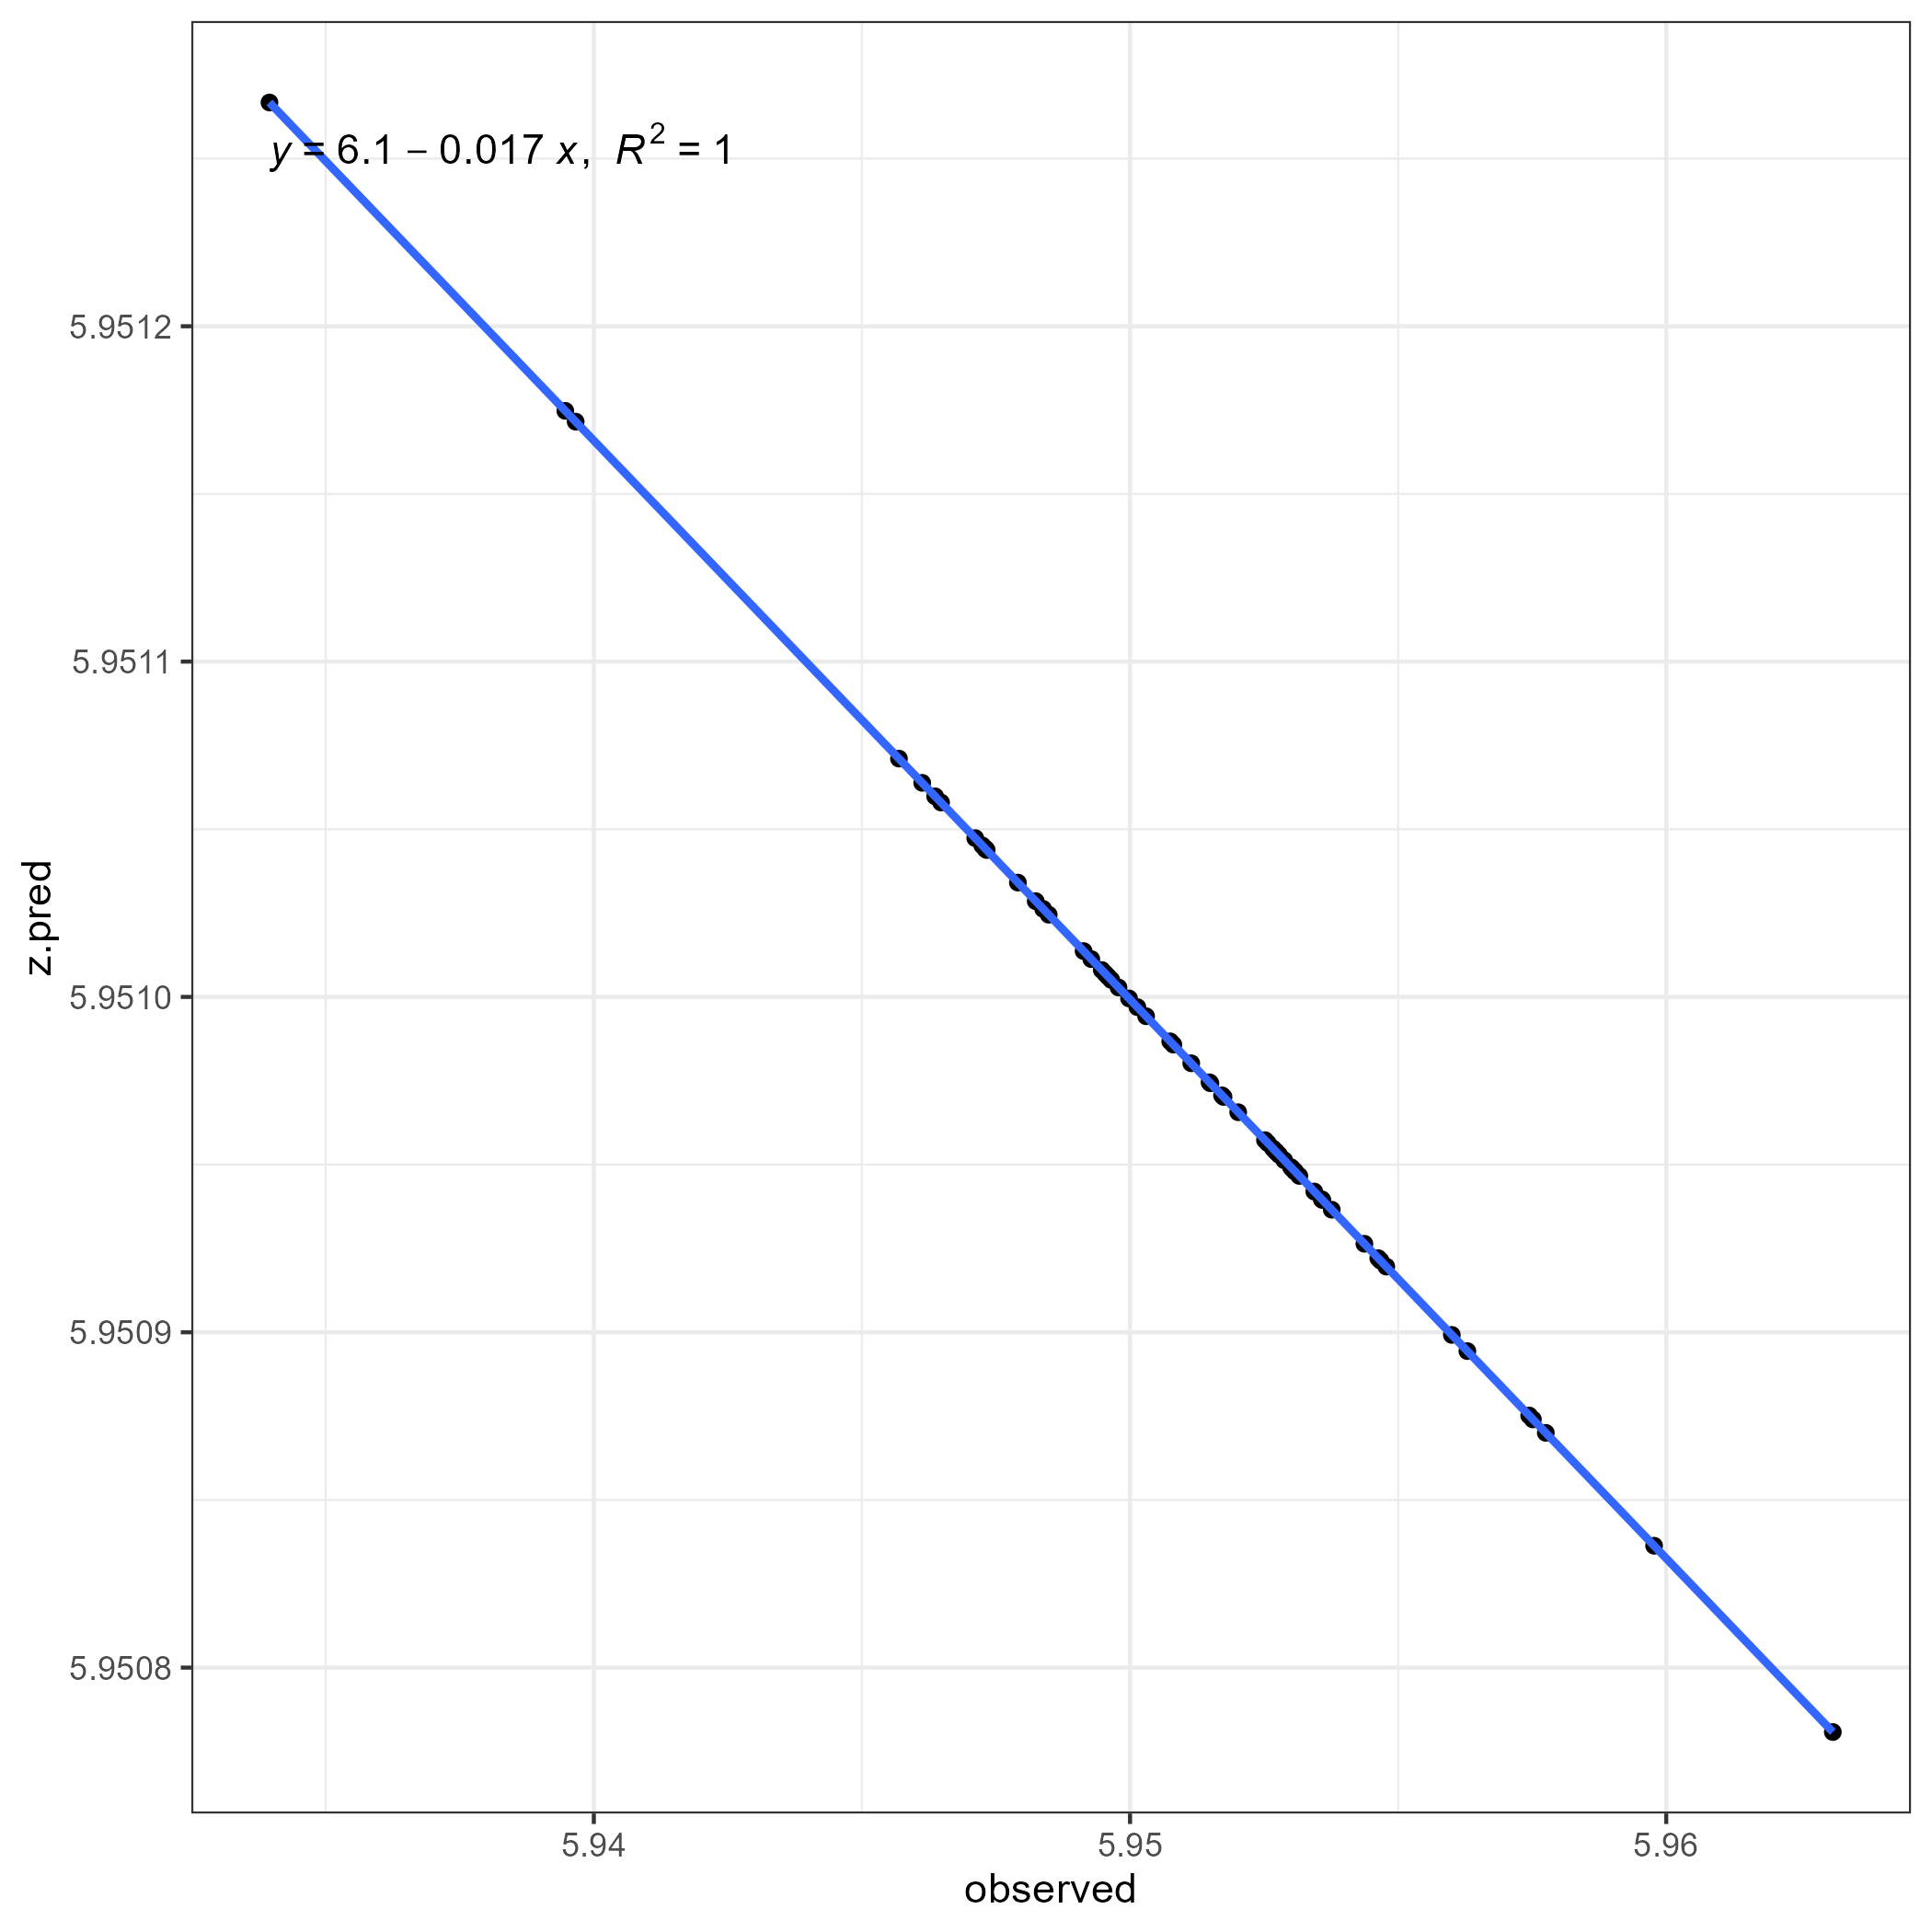 y = 6.1 – 0.017 x, R² = 1
5.9512
5.9511
5.9510
5.9509
5.9508
z.pred
5.94 5.95 5.96
observed